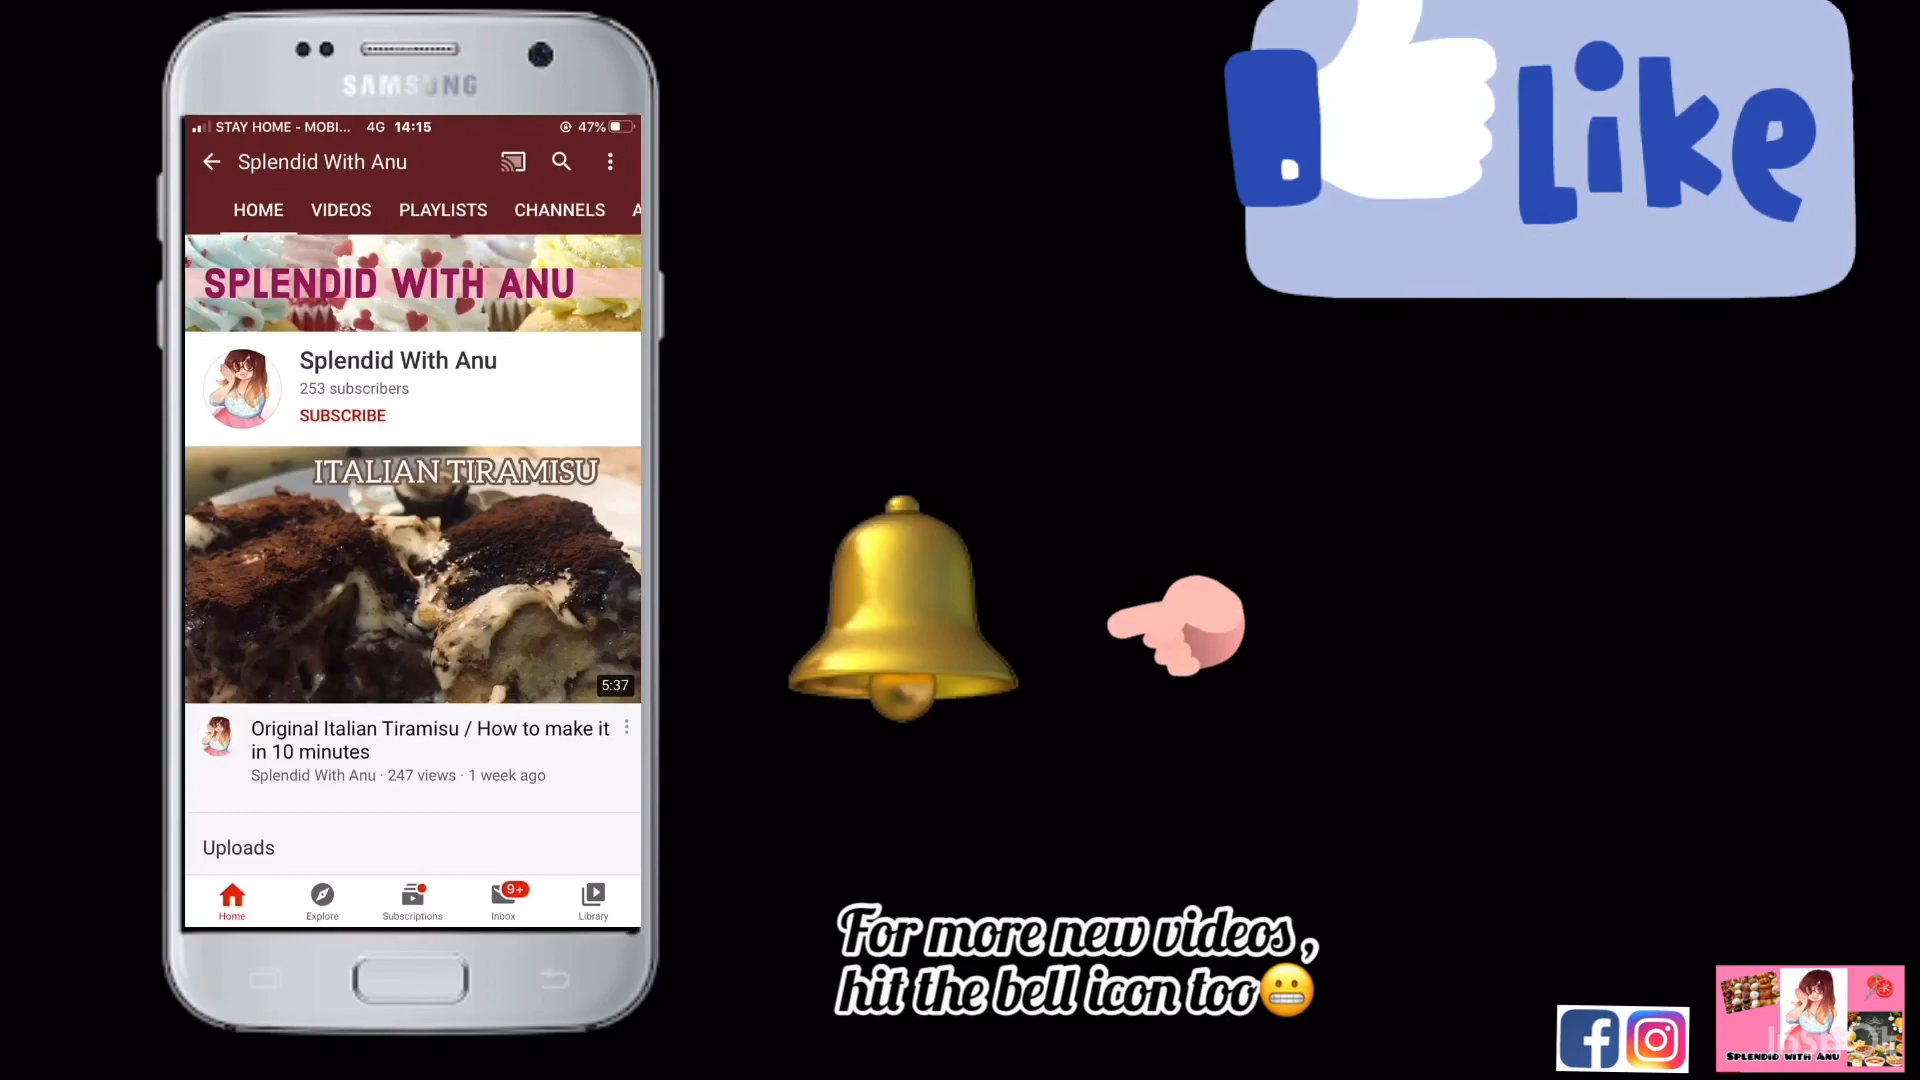 SAMSUNG
STAY HOME - MOBI... 4G 14:15 47%
Splendid With Anu
HOME VIDEOS PLAYLISTS CHANNELS A
SPLENDID WITH ANU
Splendid With Anu
253 subscribers
SUBSCRIBE
ITALIAN TIRAMISU
5:37
Original Italian Tiramisu / How to make it
in 10 minutes
Splendid With Anu · 247 views · 1 week ago
Uploads
9+
Home Explore Subscriptions Inbox Library
Like
For more new videos ,
hit the bell icon too😬
SPLENDID WITH ANU